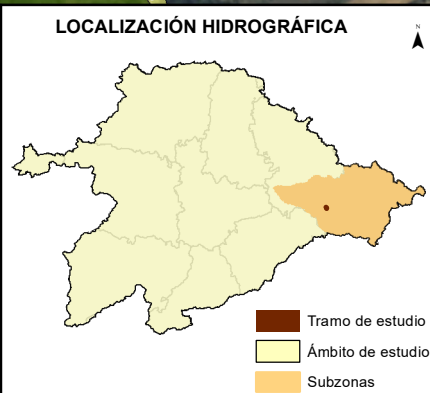 LOCALIZACIÓN HIDROGRÁFICA
N
Tramo de estudio
Ámbito de estudio
Subzonas